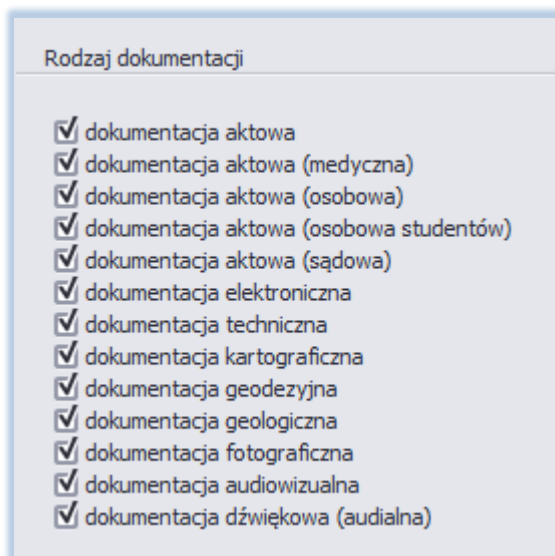 Rodzaj dokumentacji
dokumentacja aktowa
dokumentacja aktowa (medyczna)
dokumentacja aktowa (osobowa)
dokumentacja aktowa (osobowa studentów)
dokumentacja aktowa (sądowa)
dokumentacja elektroniczna
dokumentacja techniczna
dokumentacja kartograficzna
dokumentacja geodezyjna
dokumentacja geologiczna
dokumentacja fotograficzna
dokumentacja audiowizualna
dokumentacja dźwiękowa (audialna)